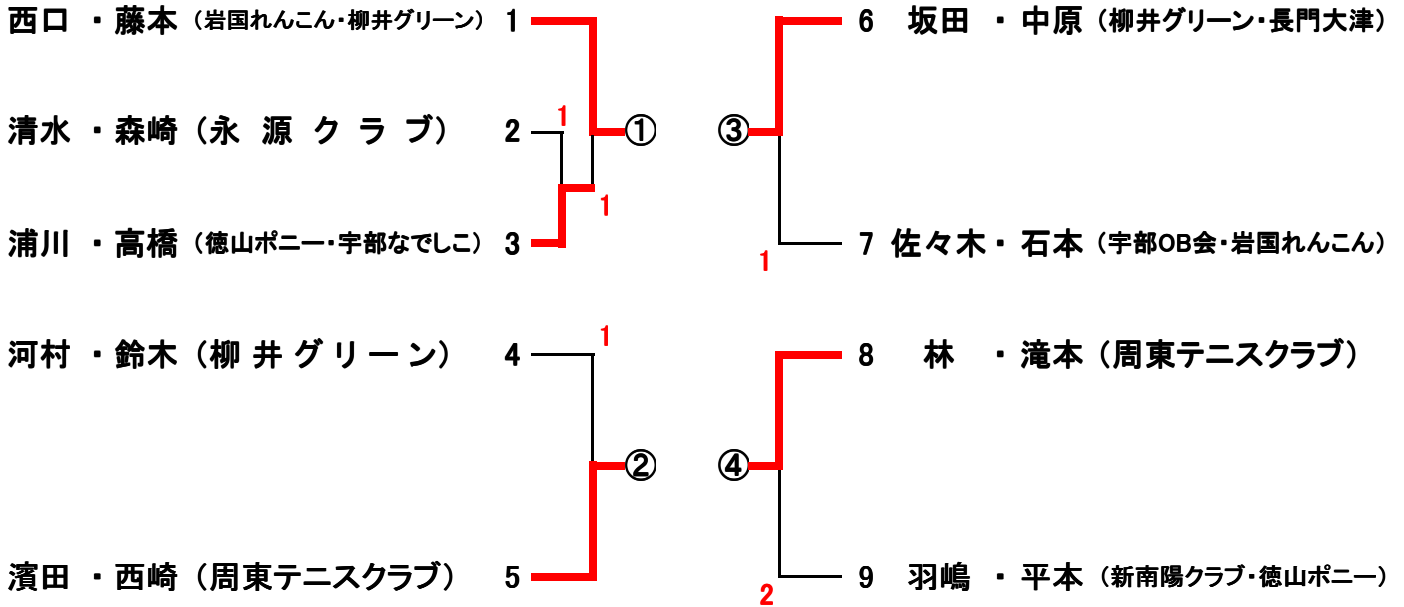 西口 ・ 藤本 （岩国れんこん・柳井グリーン） 1
1
清水 ・ 森崎 （永 源 ク ラ ブ） 2
①
1
浦川 ・ 高橋 （徳山ポニー・宇部なでしこ） 3
1
河村 ・ 鈴木 （柳 井 グ リ ー ン） 4
②
濱田 ・ 西崎 （周東テニスクラブ） 5
6 坂田 ・ 中原 （柳井グリーン・長門大津）
③
7 佐々木 ・ 石本 （宇部OB会・岩国れんこん）
1
8 林 ・ 滝本 （周東テニスクラブ）
④
9 羽嶋 ・ 平本 （新南陽クラブ・徳山ポニー）
2